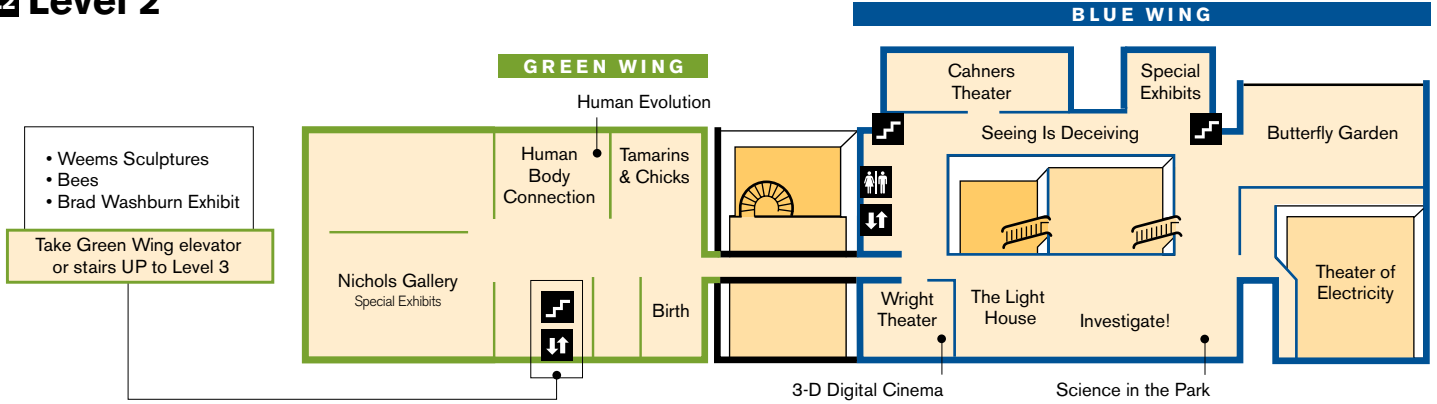 Level 2
BLUE WING
GREEN WING
Cahners
Theater
Special
Exhibits
Human Evolution
Seeing Is Deceiving
Butterfly Garden
• Weems Sculptures
• Bees
• Brad Washburn Exhibit
Human
Body
Connection
Tamarins
& Chicks
Take Green Wing elevator
or stairs UP to Level 3
Nichols Gallery
Special Exhibits
Birth
Wright
Theater
The Light
House
Investigate!
Theater of
Electricity
3-D Digital Cinema
Science in the Park